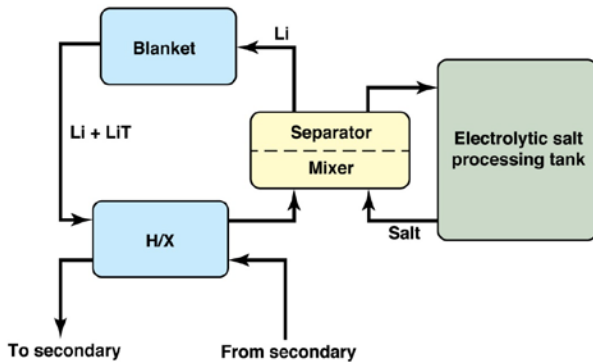 Blanket
Li
Li + LiT
Separator
Mixer
Electrolytic salt
processing tank
H/X
Salt
To secondary
From secondary